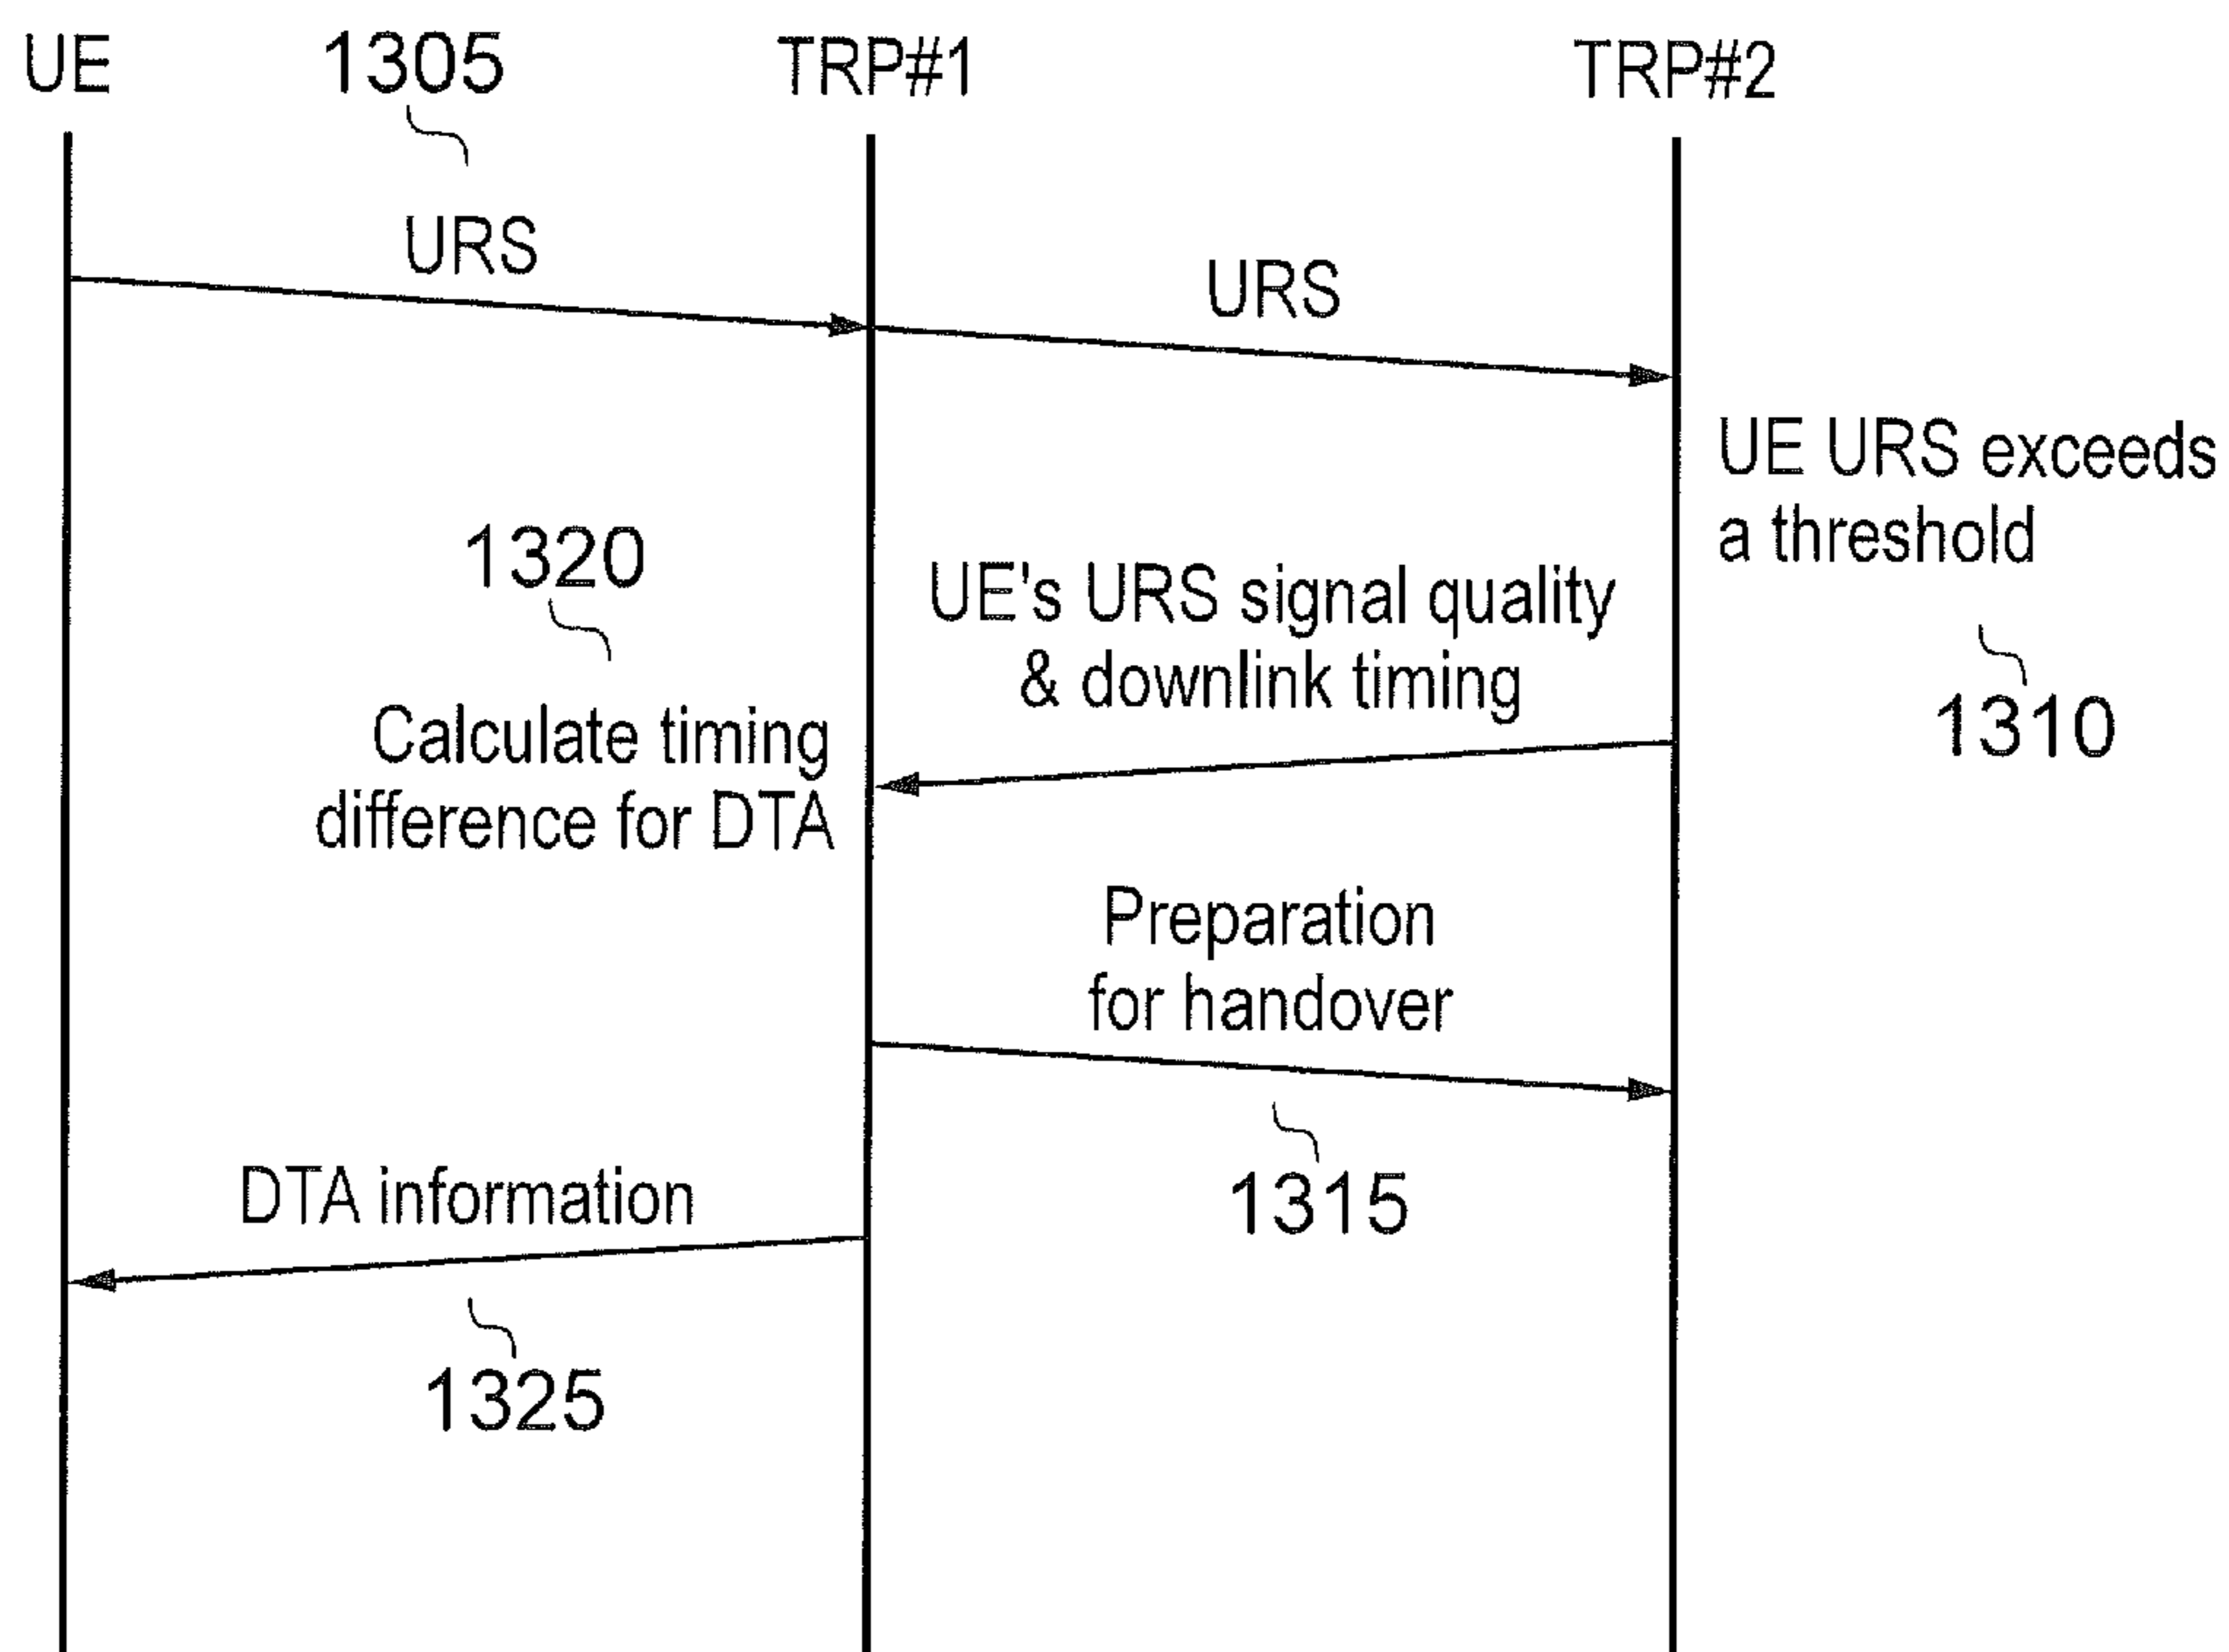 UE
1305
TRP#1
TRP#2
URS
URS
UE URS exceeds
a threshold
1310
1320
UE's URS signal quality
& downlink timing
Calculate timing
difference for DTA
Preparation
for handover
1315
DTA information
1325